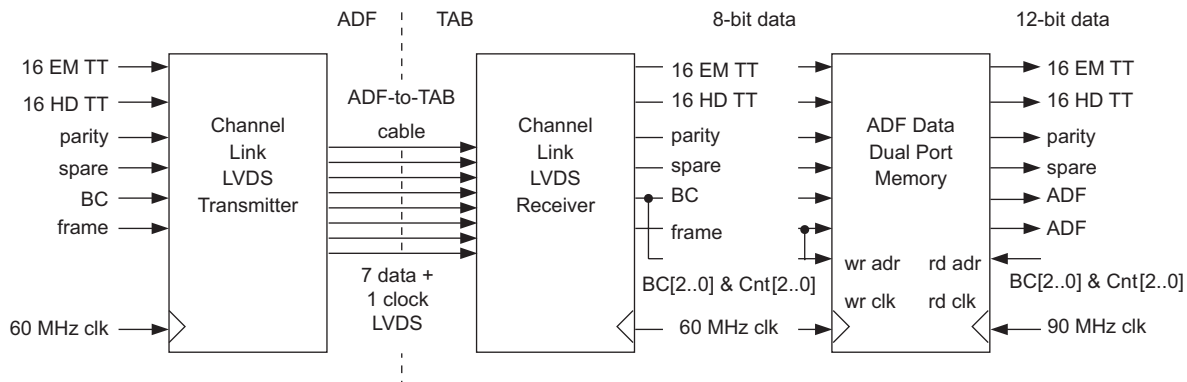 ADF TAB
8-bit data
12-bit data
16 EM TT
16 HD TT
parity
spare
BC
frame
60 MHz clk
Channel
Link
LVDS
Transmitter
ADF-to-TAB
cable
7 data +
1 clock
LVDS
Channel
Link
LVDS
Receiver
16 EM TT
16 HD TT
parity
spare
BC
frame
BC[2..0] & Cnt[2..0]
60 MHz clk
ADF Data
Dual Port
Memory
wr adr rd adr
wr clk rd clk
16 EM TT
16 HD TT
parity
spare
ADF
ADF
BC[2..0] & Cnt[2..0]
90 MHz clk